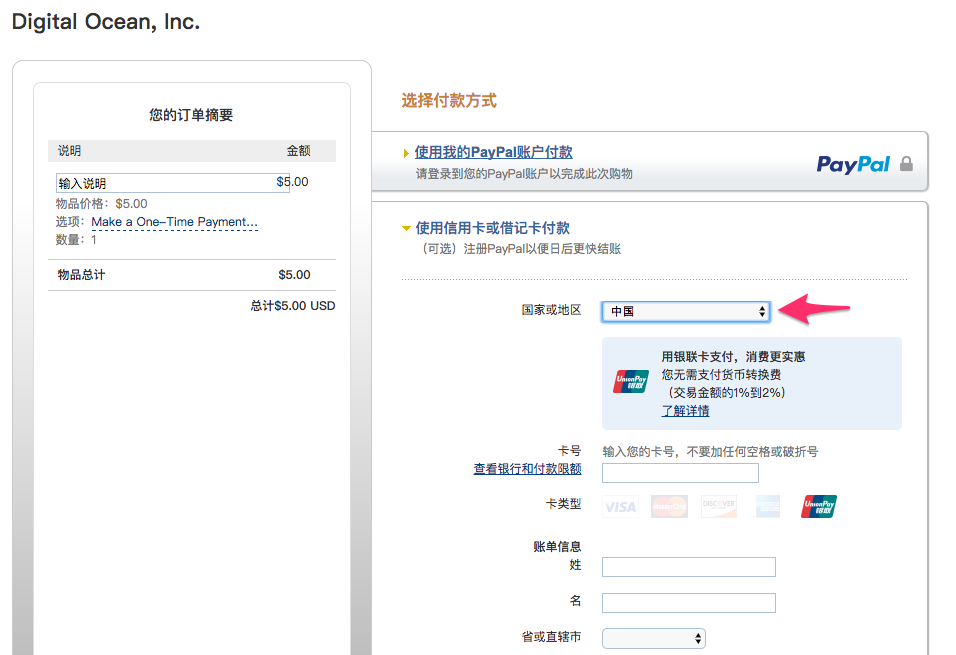 Digital Ocean, Inc.
您的订单摘要
说明 金额
输入说明 $5.00
物品价格：$5.00
选项：Make a One-Time Payment...
数量：1
物品总计 $5.00
总计$5.00 USD
选择付款方式
使用我的PayPal账户付款
请登录到您的PayPal账户以完成此次购物
PayPal
使用信用卡或借记卡付款
（可选）注册PayPal以便日后更快结账
国家或地区 中国
用银联卡支付，消费更实惠
您无需支付货币转换费
（交易金额的1%到2%）
了解详情
UnionPay
银联
卡号 输入您的卡号，不要加任何空格或破折号
查看银行和付款限额
卡类型 VISA MasterCard DISCOVER UnionPay 银联
账单信息
姓
名
省或直辖市